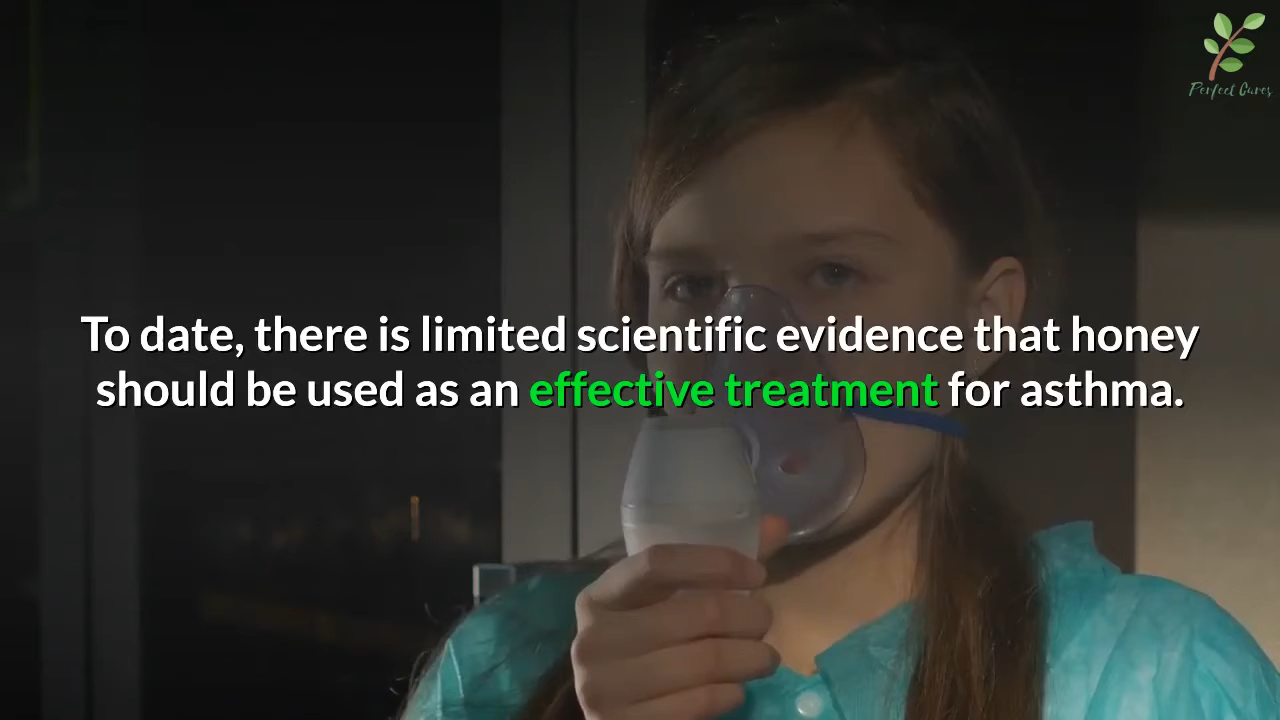 Perfect Cures
To date, there is limited scientific evidence that honey
should be used as an effective treatment for asthma.